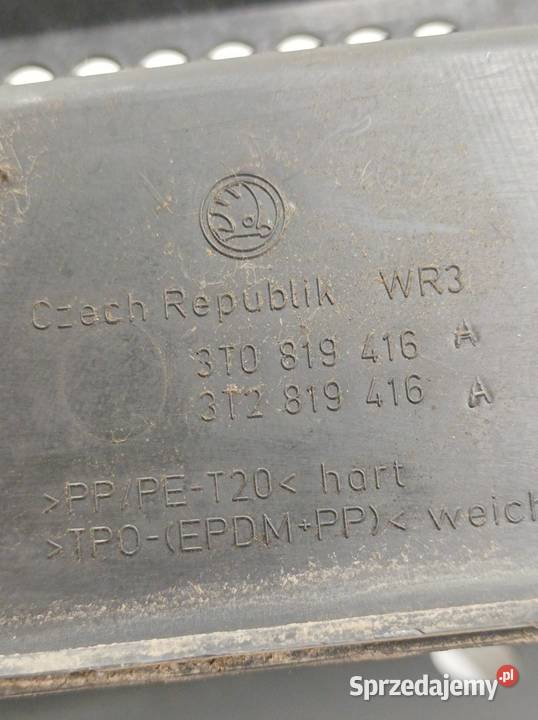 Czech Republik WR3
3T0 819 416 A
3T2 819 416 A
>PP/PE-T20< hart
>TPO-(EPDM+PP)< weich
Sprzedajemy.pl